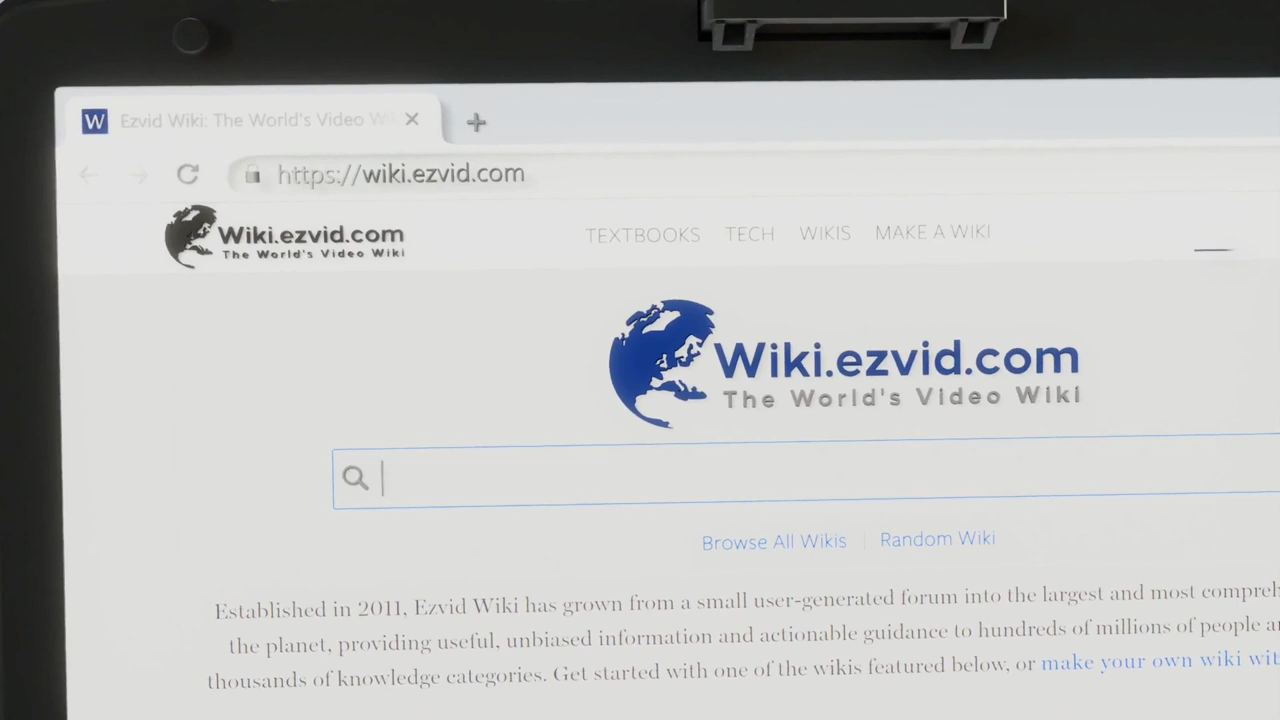 W Ezvid Wiki: The World's Video W
https://wiki.ezvid.com
Wiki.ezvid.com
The World's Video Wiki
TEXTBOOKS TECH WIKIS MAKE A WIKI
Wiki.ezvid.com
The World's Video Wiki
Browse All Wikis Random Wiki
Established in 2011, Ezvid Wiki has grown from a small user-generated forum into the largest and most
the planet, providing useful, unbiased information and actionable guidance to hundreds of millions of people
thousands of knowledge categories. Get started with one of the wikis featured below, or make your own wiki